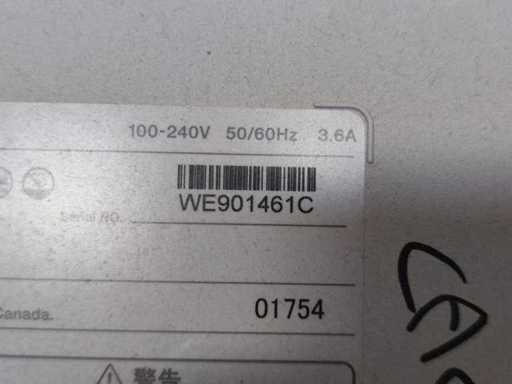 100-240V 50/60Hz 3.6A
Serial no. WE901461C
Canada. 01754
警告